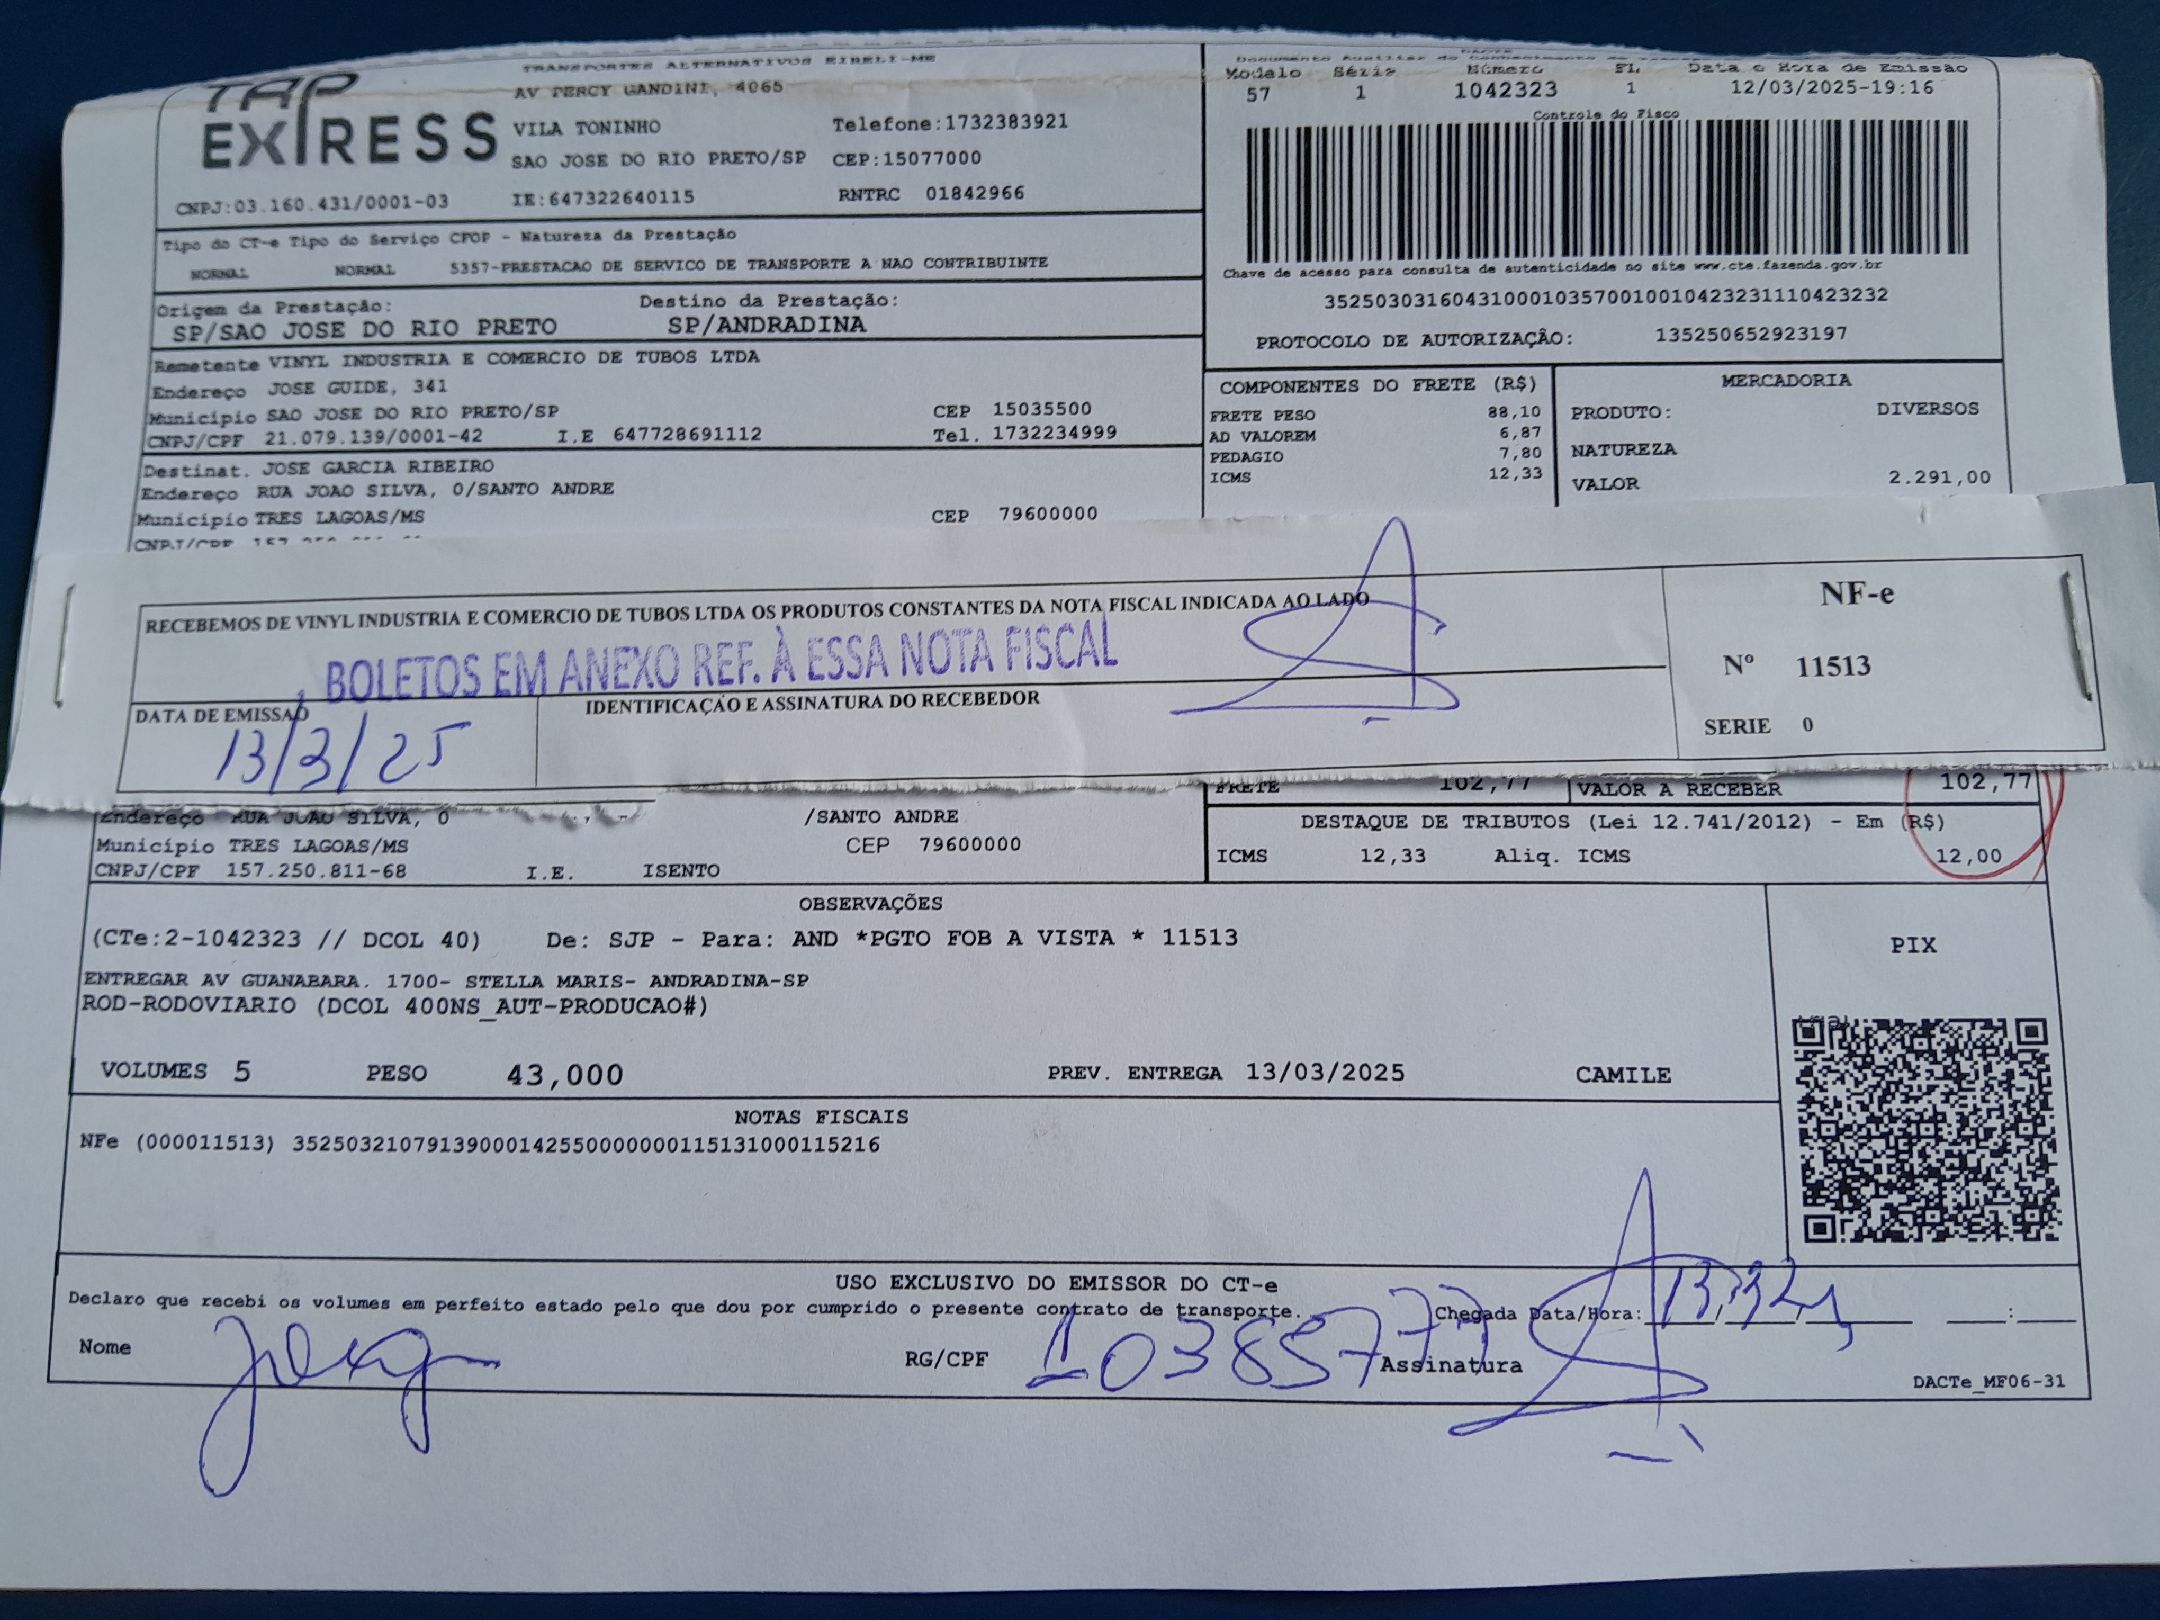 TRANSPORTES ALTERNATIVOS EIRELI-ME
TAP EXPRESS
AV PERCY GANDINI, 4065
VILA TONINHO Telefone:1732383921
SAO JOSE DO RIO PRETO/SP CEP:15077000
CNPJ:03.160.431/0001-03 IE:647322640115 RNTRC 01842966
Tipo do CT-e Tipo do Serviço CFOP - Natureza da Prestação
NORMAL NORMAL 5357-PRESTACAO DE SERVICO DE TRANSPORTE A NAO CONTRIBUINTE
Origem da Prestação: Destino da Prestação:
SP/SAO JOSE DO RIO PRETO SP/ANDRADINA
Remetente VINYL INDUSTRIA E COMERCIO DE TUBOS LTDA
Endereço JOSE GUIDE, 341
Município SAO JOSE DO RIO PRETO/SP CEP 15035500
CNPJ/CPF 21.079.139/0001-42 I.E 647728691112 Tel. 1732234999
Destinat. JOSE GARCIA RIBEIRO
Endereço RUA JOAO SILVA, 0/SANTO ANDRE
Município TRES LAGOAS/MS CEP 79600000
CNPJ/CPF
DACTE
Modelo Série Número FL Data e Hora de Emissão
57 1 1042323 1 12/03/2025-19:16
Controle do Fisco
Chave de acesso para consulta de autenticidade no site www.cte.fazenda.gov.br
35250303160431000103570010010423231110423232
PROTOCOLO DE AUTORIZAÇÂO: 135250652923197
COMPONENTES DO FRETE (R$)
FRETE PESO 88,10
AD VALOREM 6,87
PEDAGIO 7,80
ICMS 12,33
MERCADORIA
PRODUTO: DIVERSOS
NATUREZA
VALOR 2.291,00
RECEBEMOS DE VINYL INDUSTRIA E COMERCIO DE TUBOS LTDA OS PRODUTOS CONSTANTES DA NOTA FISCAL INDICADA AO LADO
BOLETOS EM ANEXO REF. À ESSA NOTA FISCAL
DATA DE EMISSAO
13/3/25
IDENTIFICAÇÃO E ASSINATURA DO RECEBEDOR
NF-e
Nº 11513
SERIE 0
FRETE 102,77 VALOR A RECEBER 102,77
Endereço RUA JOAO SILVA, 0 /SANTO ANDRE
Município TRES LAGOAS/MS CEP 79600000
CNPJ/CPF 157.250.811-68 I.E. ISENTO
DESTAQUE DE TRIBUTOS (Lei 12.741/2012) - Em (R$)
ICMS 12,33 Aliq. ICMS 12,00
OBSERVAÇÕES
(CTe:2-1042323 // DCOL 40) De: SJP - Para: AND *PGTO FOB A VISTA * 11513
ENTREGAR AV GUANABARA. 1700- STELLA MARIS- ANDRADINA-SP
ROD-RODOVIARIO (DCOL 400NS_AUT-PRODUCAO#)
PIX
VOLUMES 5 PESO 43,000 PREV. ENTREGA 13/03/2025 CAMILE
NOTAS FISCAIS
NFe (000011513) 35250321079139000142550000000115131000115216
USO EXCLUSIVO DO EMISSOR DO CT-e
Declaro que recebi os volumes em perfeito estado pelo que dou por cumprido o presente contrato de transporte. Chegada Data/Hora:
Nome RG/CPF Assinatura
DACTe_MF06-31